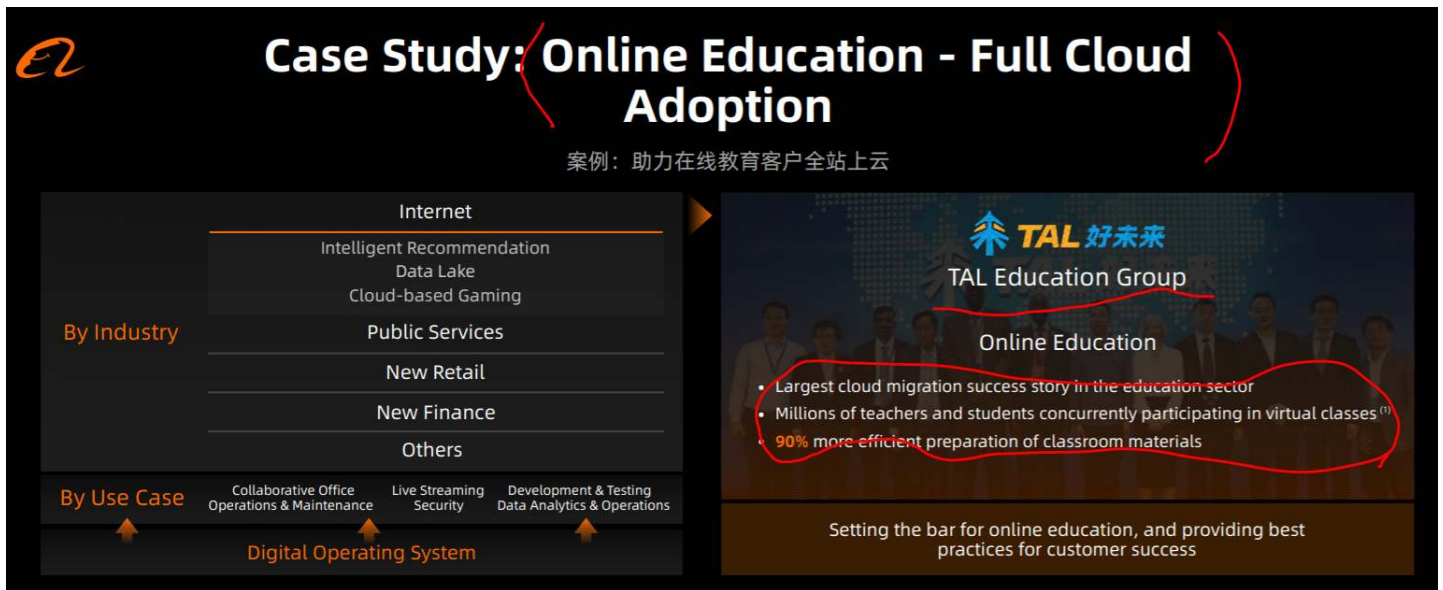 Case Study: Online Education - Full Cloud
Adoption
案例：助力在线教育客户全站上云
By Industry
Internet
Intelligent Recommendation
Data Lake
Cloud-based Gaming
Public Services
New Retail
New Finance
Others
By Use Case
Collaborative Office
Operations & Maintenance
Live Streaming
Security
Development & Testing
Data Analytics & Operations
Digital Operating System
TAL 好未来
TAL Education Group
Online Education
• Largest cloud migration success story in the education sector
• Millions of teachers and students concurrently participating in virtual classes (1)
• 90% more efficient preparation of classroom materials
Setting the bar for online education, and providing best
practices for customer success